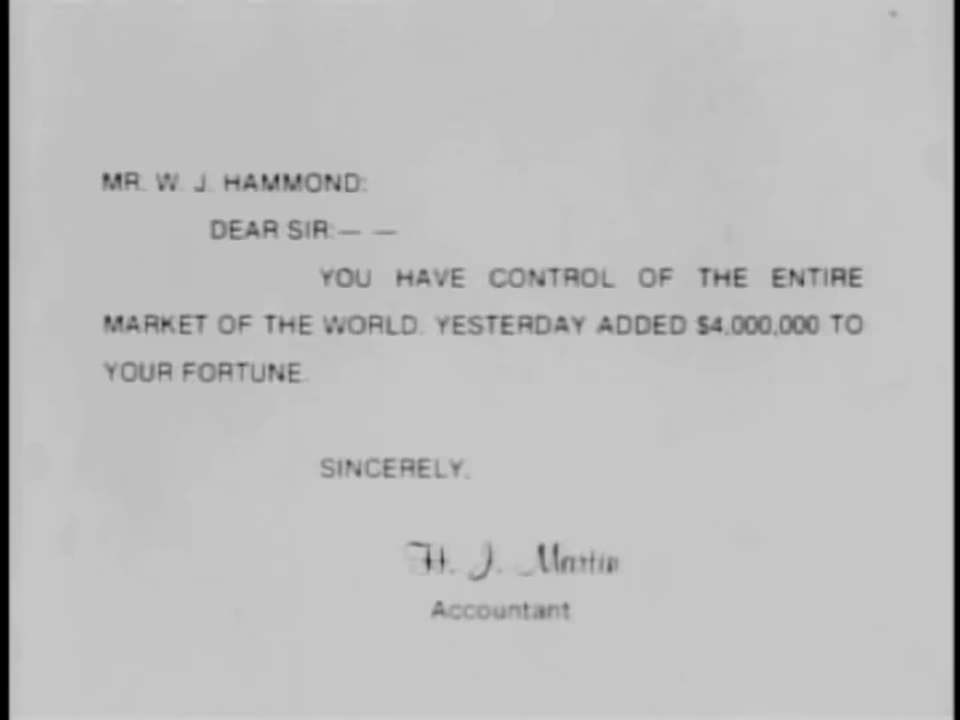 MR. W. J. HAMMOND:
DEAR SIR:— —
YOU HAVE CONTROL OF THE ENTIRE
MARKET OF THE WORLD. YESTERDAY ADDED $4,000,000 TO
YOUR FORTUNE.
SINCERELY,
H. J. Martin
Accountant